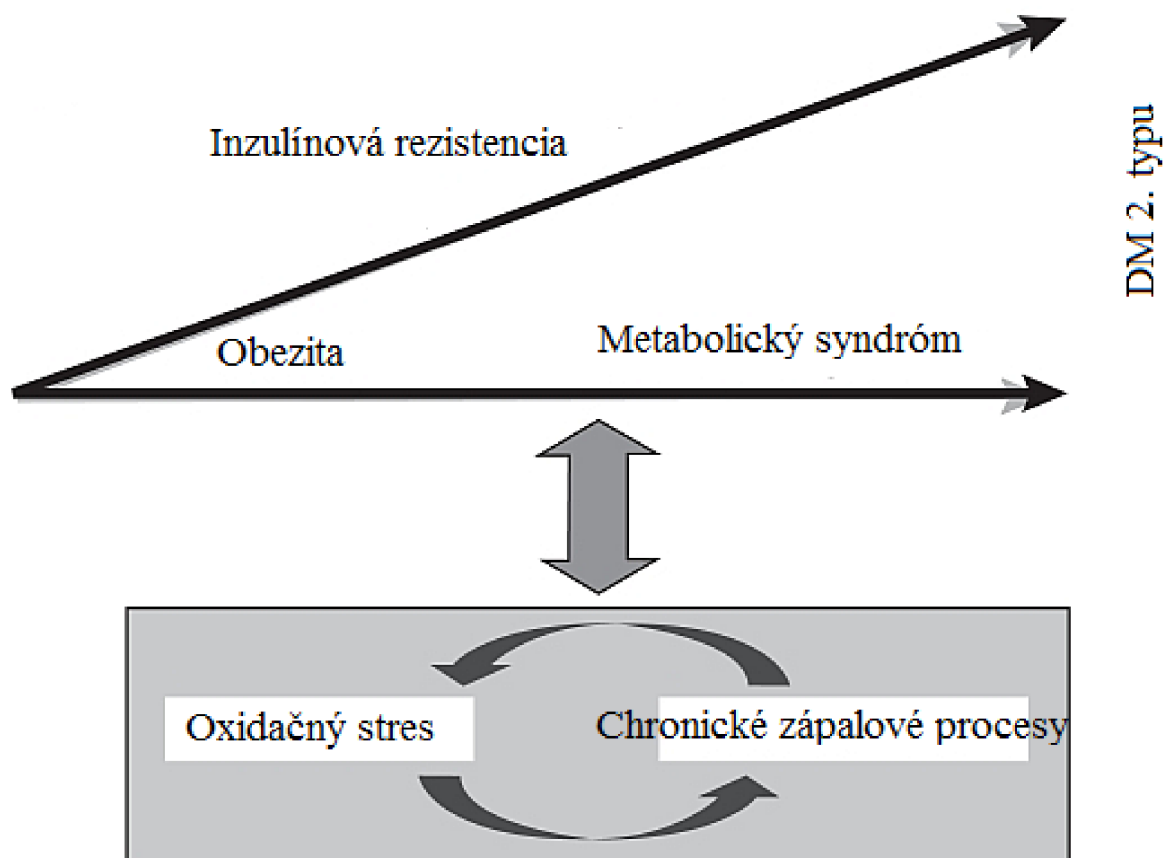 Inzulínová rezistencia
DM 2. typu
Obezita
Metabolický syndróm
Oxidačný stres
Chronické zápalové procesy